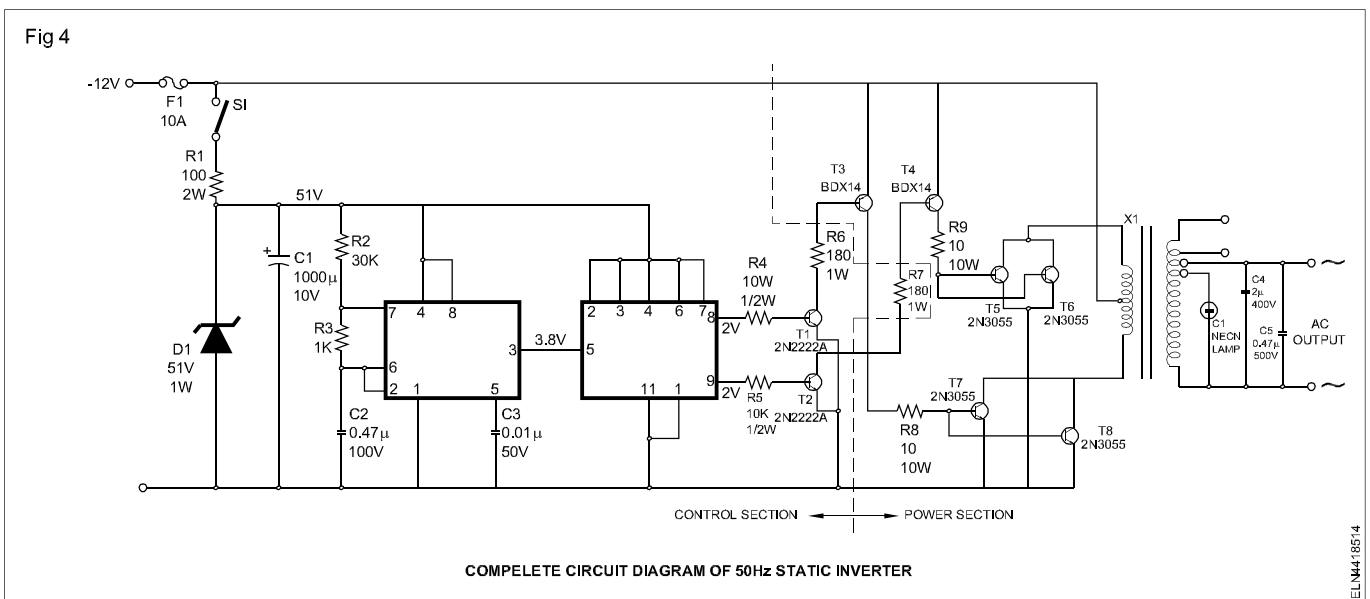 Fig 4
-12V
F1
10A
SI
R1
100
2W
51V
D1
51V
1W
+
C1
1000µ
10V
R2
30K
R3
1K
C2
0.47µ
100V
7
4
8
6
2
1
5
3
C3
0.01µ
50V
3.8V
2
3
4
6
7
5
8
9
11
1
2V
2V
R4
10W
1/2W
R5
10K
1/2W
T1
2N2222A
T2
2N2222A
R6
180
1W
R7
180
1W
T3
BDX14
T4
BDX14
R9
10
10W
T5
2N3055
T6
2N3055
T7
2N3055
R8
10
10W
T8
2N3055
X1
C1
NECN
LAMP
C4
2µ
400V
C5
0.47µ
500V
AC
OUTPUT
CONTROL SECTION
POWER SECTION
COMPELETE CIRCUIT DIAGRAM OF 50Hz STATIC INVERTER
ELN4418514